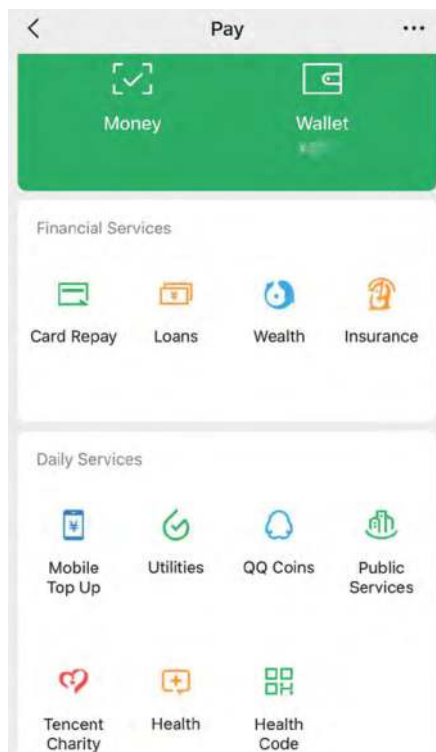 Pay
Money Wallet
Financial Services
Card Repay Loans Wealth Insurance
Daily Services
Mobile Utilities QQ Coins Public
Top Up Services
Tencent Health Health
Charity Code